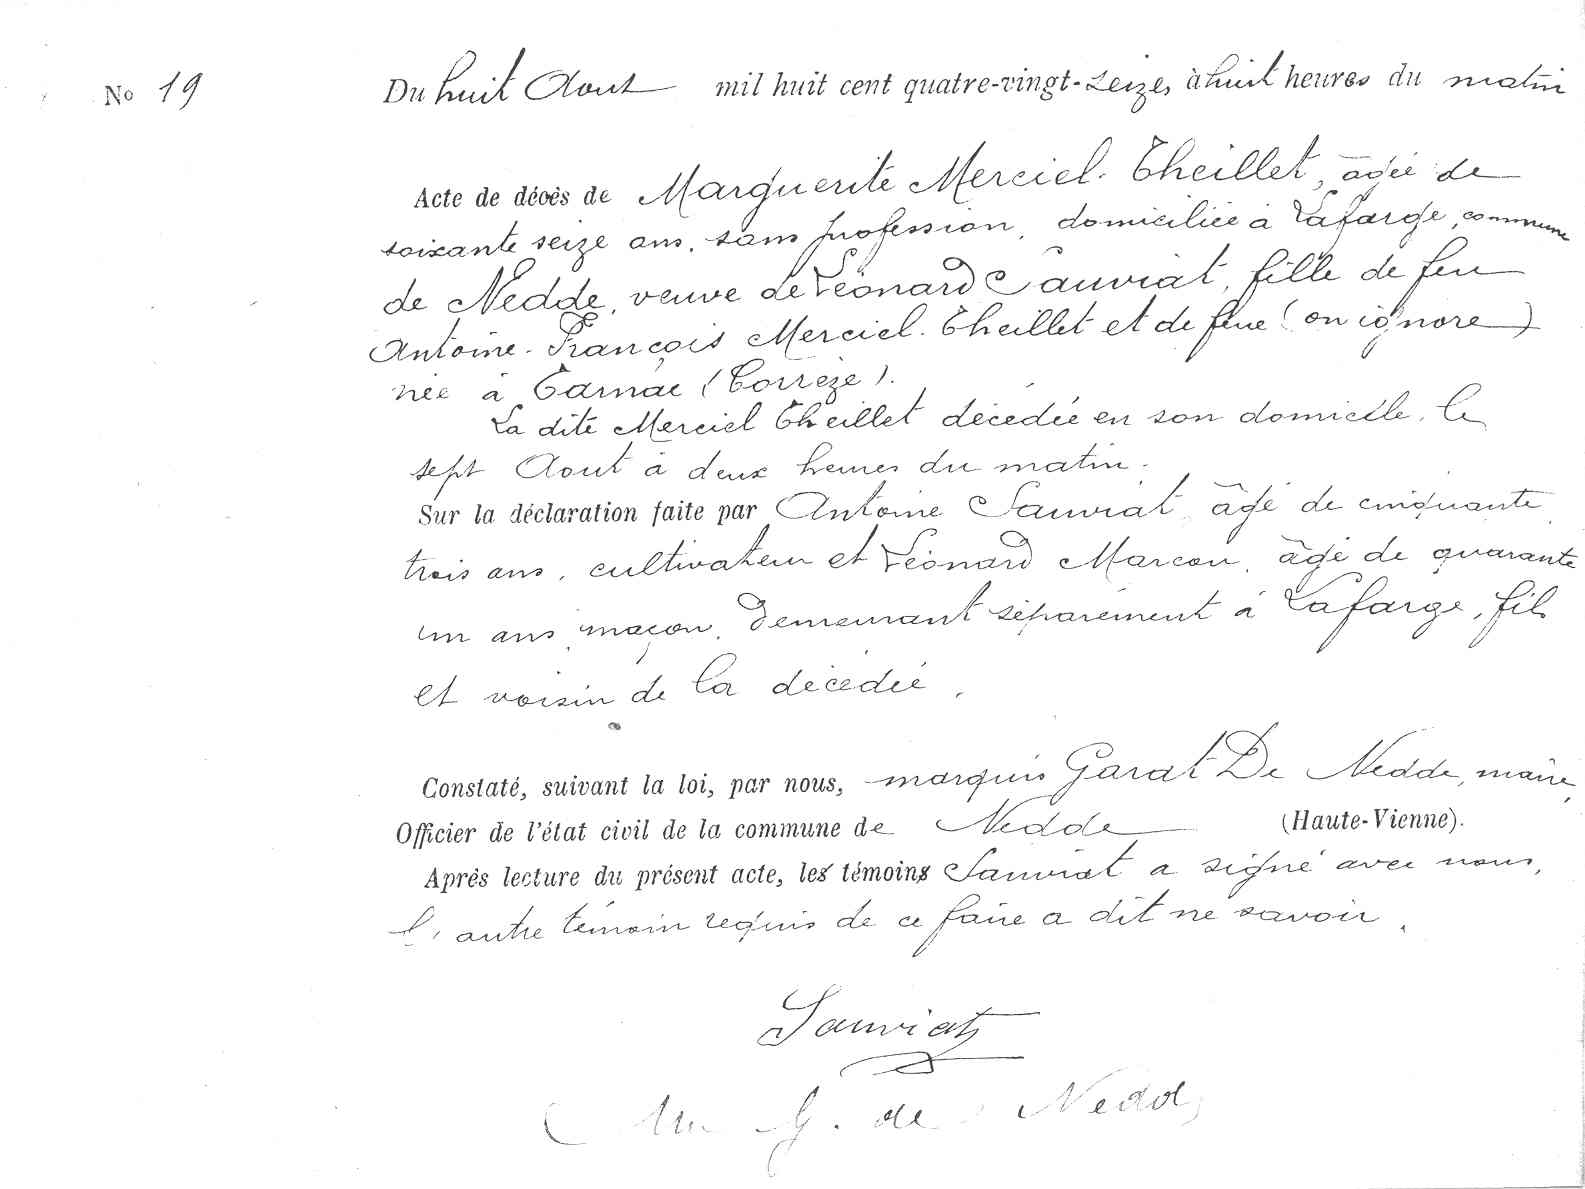 No 19
Du huit Aout mil huit cent quatre-vingt-seize, à huit heures du matin
Acte de décès de Marguerite Merciel-Theillet, âgée de
soixante seize ans, sans profession, domiciliée à Lafarge, commune
de Nedde, veuve de Léonard Sauviat, fille de feu
Antoine-François Merciel-Theillet et de feue (on ignore)
née à Tarnac (Corrèze).
La dite Merciel Theillet décédée en son domicile, le
sept Aout à deux heures du matin.
Sur la déclaration faite par Antoine Sauviat âgé de cinquante
trois ans, cultivateur et Léonard Marcou, âgé de quarante
un ans, maçon, demeurant séparément à Lafarge, fils
et voisin de la décédée.
Constaté, suivant la loi, par nous, marquis Garat De Nedde, maire,
Officier de l'état civil de la commune de Nedde (Haute-Vienne).
Après lecture du présent acte, les témoins Sauviat a signé avec nous,
l'autre témoin requis de ce faire a dit ne savoir.
Sauviat
G. de Nedde